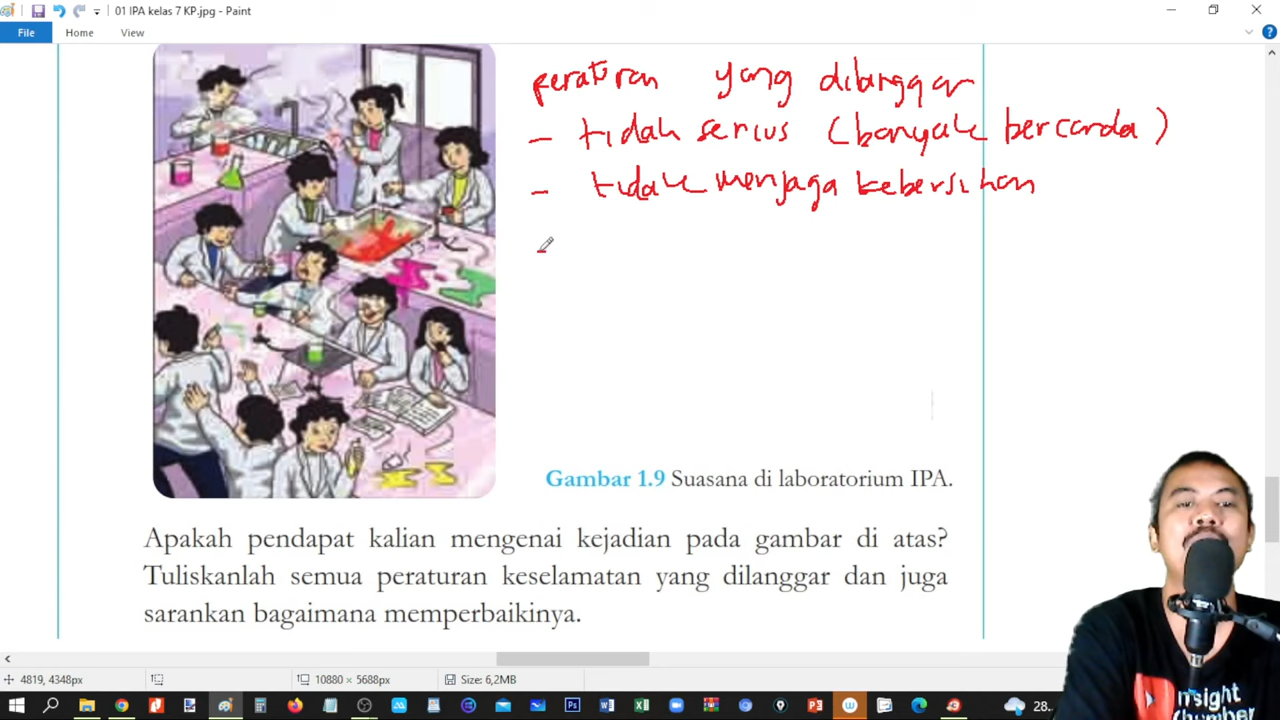 01 IPA kelas 7 KP.jpg - Paint
File Home View
peraturan yang dilanggar
- tidak serius (banyak bercanda)
- tidak menjaga kebersihan
-
Gambar 1.9 Suasana di laboratorium IPA.
Apakah pendapat kalian mengenai kejadian pada gambar di atas?
Tuliskanlah semua peraturan keselamatan yang dilanggar dan juga
sarankan bagaimana memperbaikinya.
4819, 4348px 10880 × 5688px Size: 6,2MB
28..
Insight